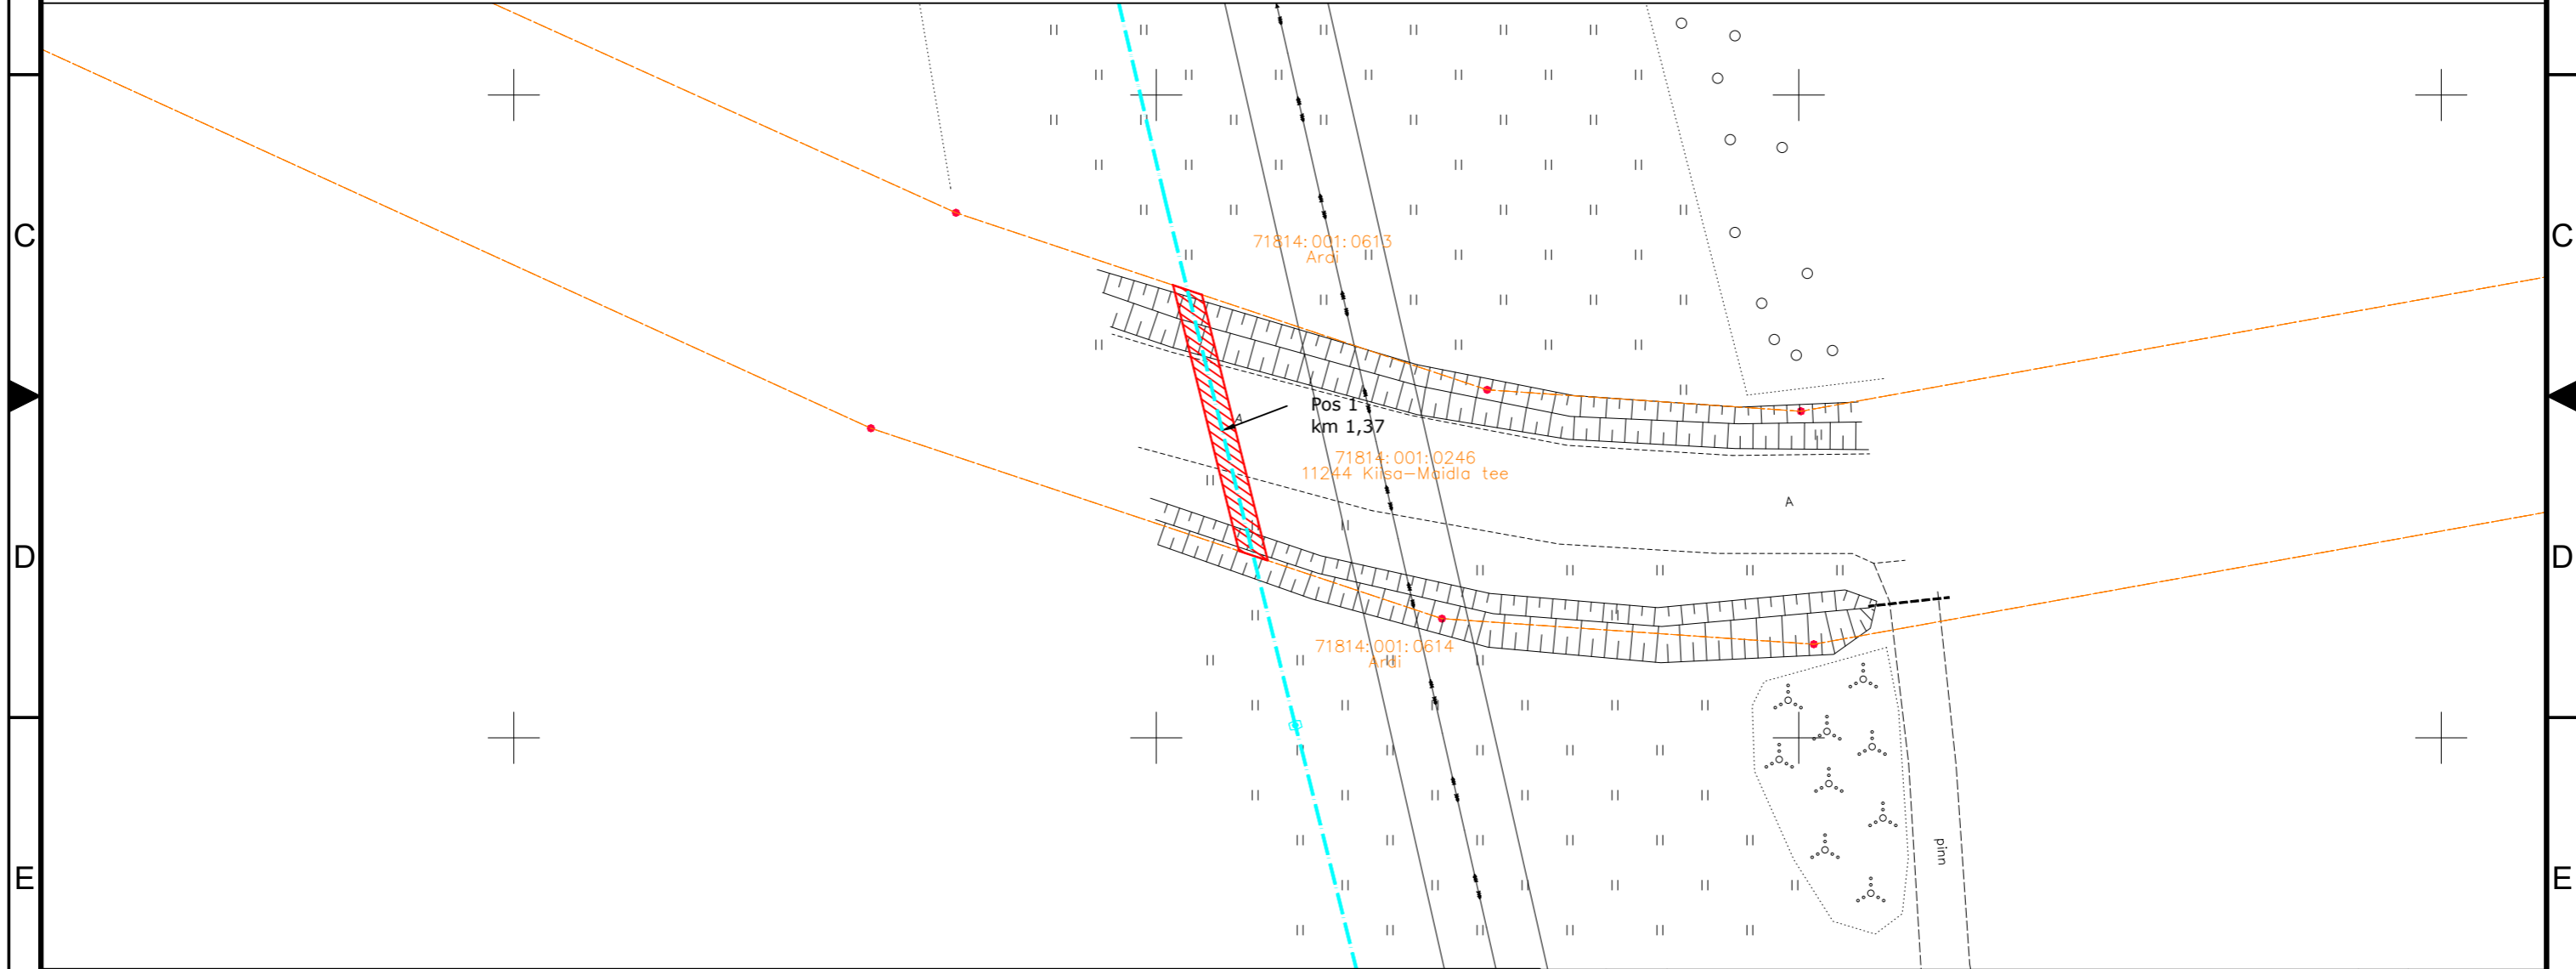 C
C
71814:001:0613
Ardi
A
Pos 1
km 1,37
71814:001:0246
11244 Kiisa-Maidla tee
A
D
D
71814:001:0614
Ardi
pinn
E
E